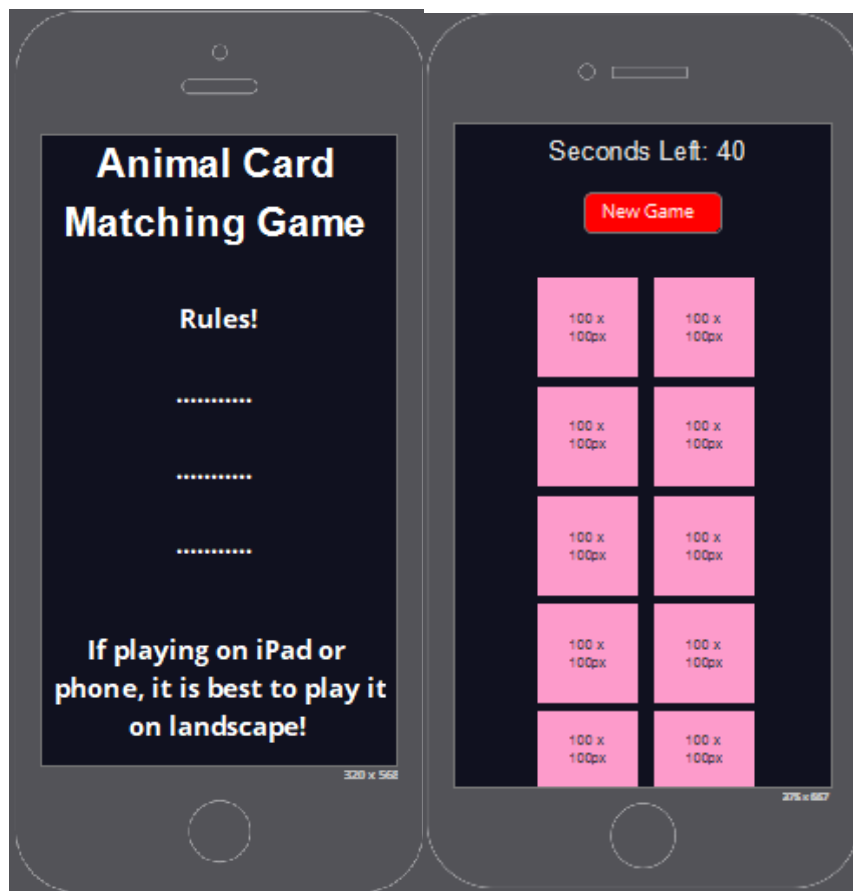 Animal Card
Matching Game
Rules!
...........
...........
...........
If playing on iPad or
phone, it is best to play it
on landscape!
320 x 568
Seconds Left: 40
New Game
100 x
100px
100 x
100px
100 x
100px
100 x
100px
100 x
100px
100 x
100px
100 x
100px
100 x
100px
100 x
100px
100 x
100px
375 x 667